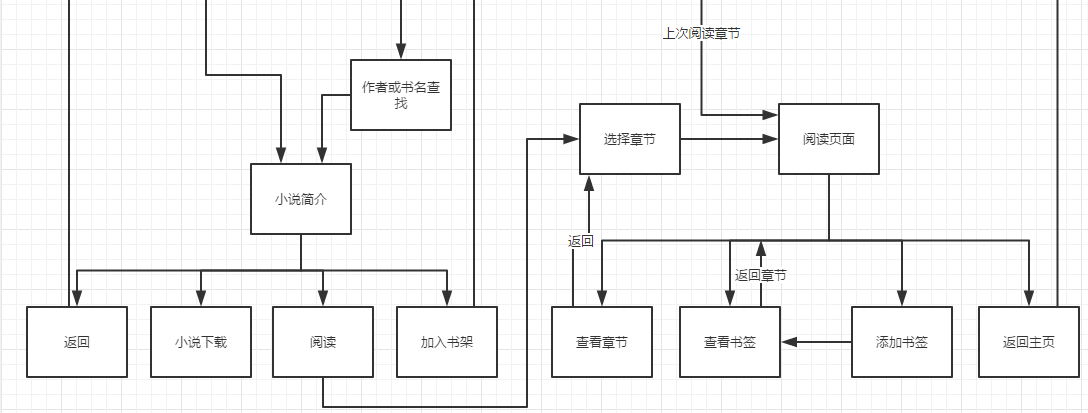 上次阅读章节
作者或书名查
找
选择章节
阅读页面
小说简介
返回
返回章节
返回
小说下载
阅读
加入书架
查看章节
查看书签
添加书签
返回主页